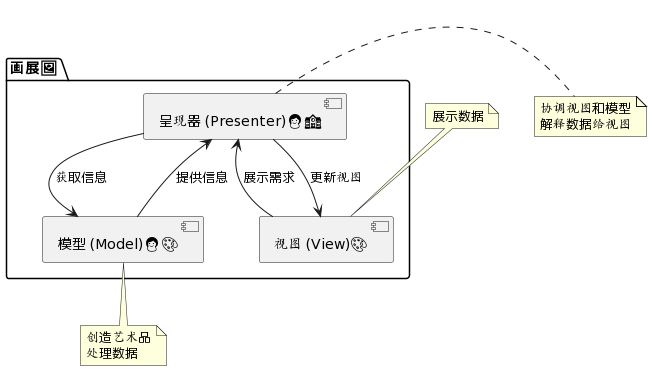 画展🖼
呈现器 (Presenter)👩‍🏫
协调视图和模型
解释数据给视图
展示数据
获取信息
提供信息
展示需求
更新视图
模型 (Model)👩‍🎨
视图 (View)🎨
创造艺术品
处理数据